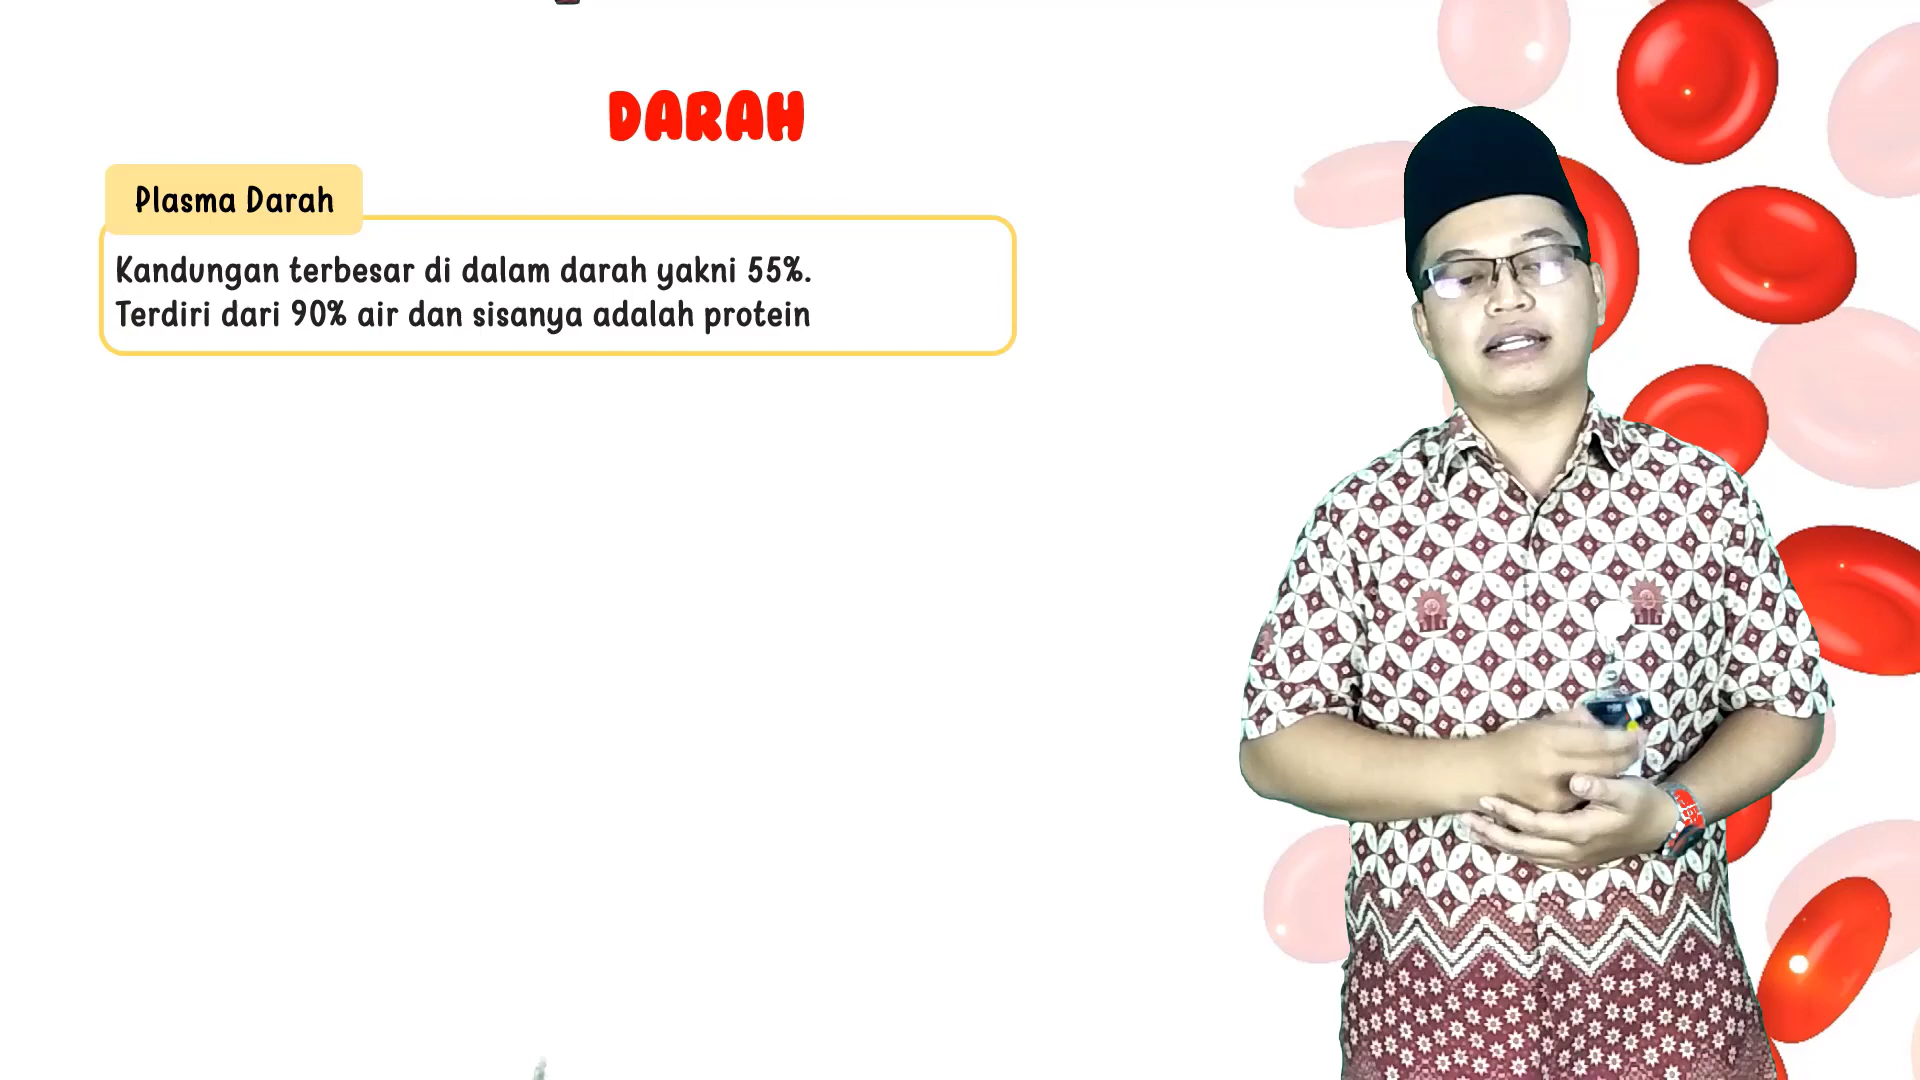 DARAH
Plasma Darah
Kandungan terbesar di dalam darah yakni 55%.
Terdiri dari 90% air dan sisanya adalah protein